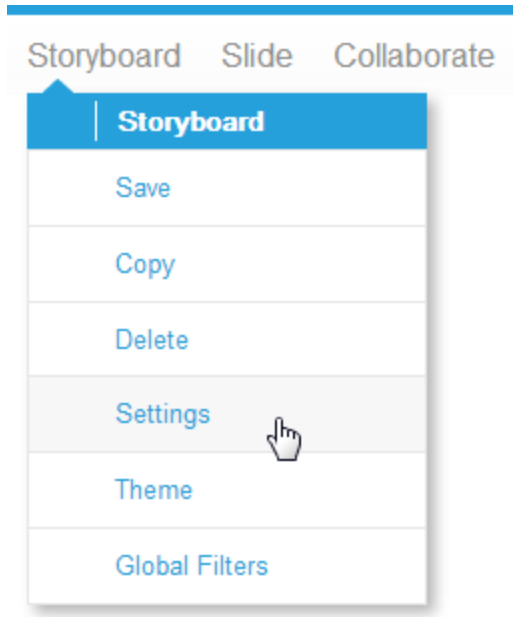 Storyboard Slide Collaborate
Storyboard
Save
Copy
Delete
Settings
Theme
Global Filters